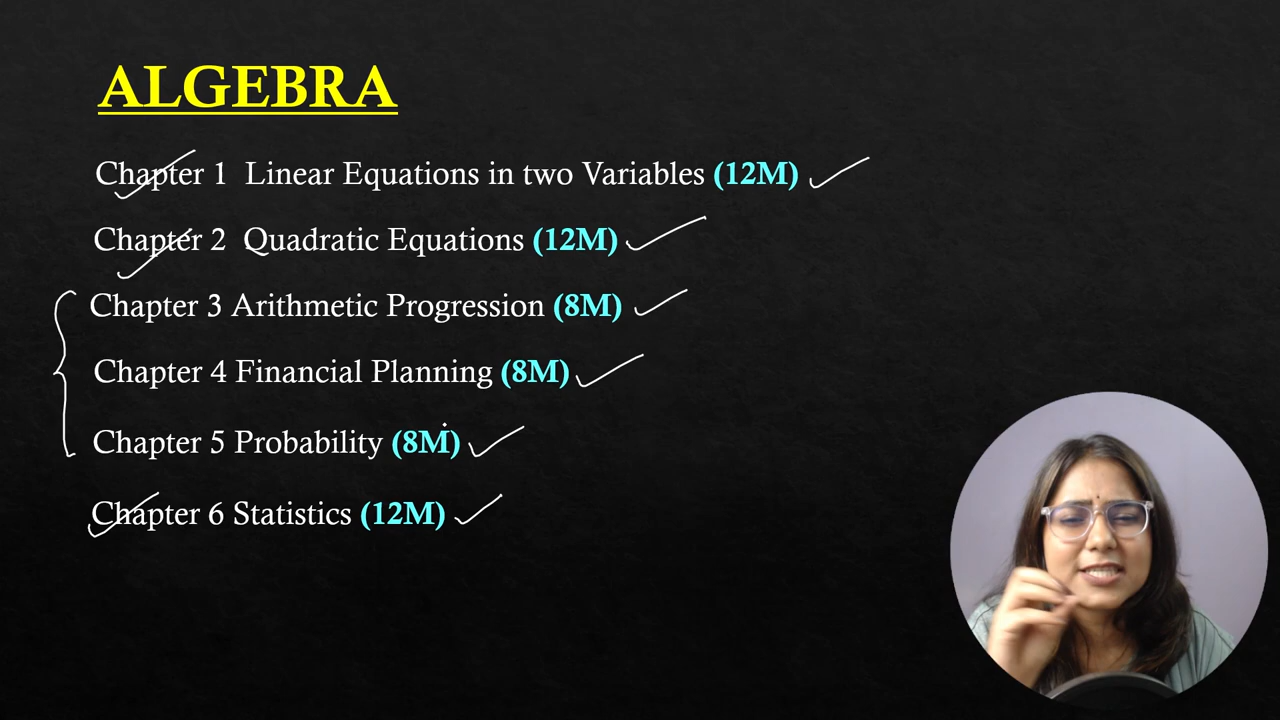 ALGEBRA
Chapter 1 Linear Equations in two Variables (12M)
Chapter 2 Quadratic Equations (12M)
Chapter 3 Arithmetic Progression (8M)
Chapter 4 Financial Planning (8M)
Chapter 5 Probability (8M)
Chapter 6 Statistics (12M)